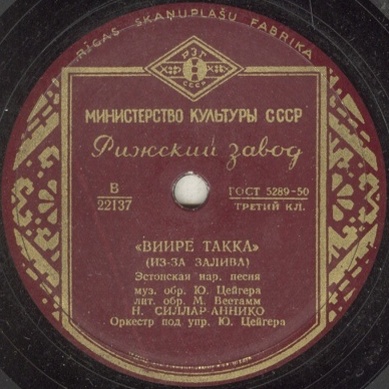 RĪGAS SKAŅUPLAŠU FABRIKA
РЗГ
СССР
МИНИСТЕРСТВО КУЛЬТУРЫ СССР
Рижский завод
В
22137
ГОСТ 5289-50
ТРЕТИЙ КЛ.
«ВИИРЕ ТАККА»
(ИЗ-ЗА ЗАЛИВА)
Эстонская нар. песня
муз. обр. Ю. Цейгера
лит. обр. М. Веетамм
Н. СИЛЛАР-АННИКО
Оркестр под упр. Ю. Цейгера